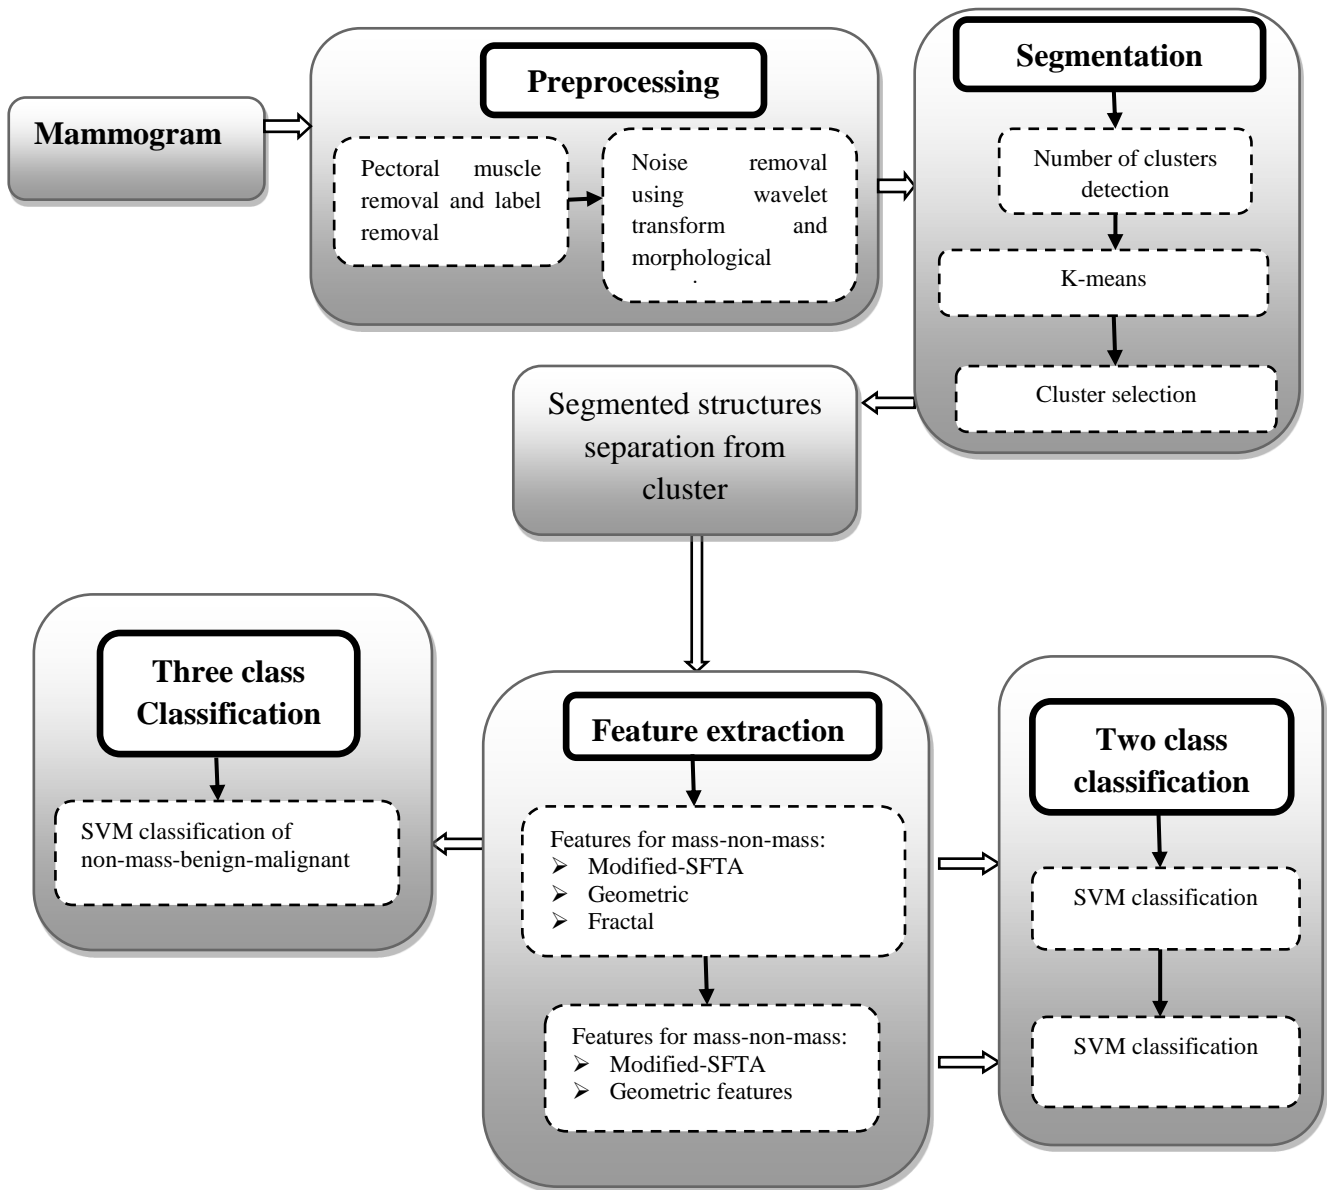 Mammogram
Preprocessing
Pectoral muscle
removal and label
removal
Noise removal
using wavelet
transform and
morphological
Segmentation
Number of clusters
detection
K-means
Cluster selection
Segmented structures
separation from
cluster
Three class
Classification
SVM classification of
non-mass-benign-malignant
Feature extraction
Features for mass-non-mass:
➢ Modified-SFTA
➢ Geometric
➢ Fractal
Features for mass-non-mass:
➢ Modified-SFTA
➢ Geometric features
Two class
classification
SVM classification
SVM classification